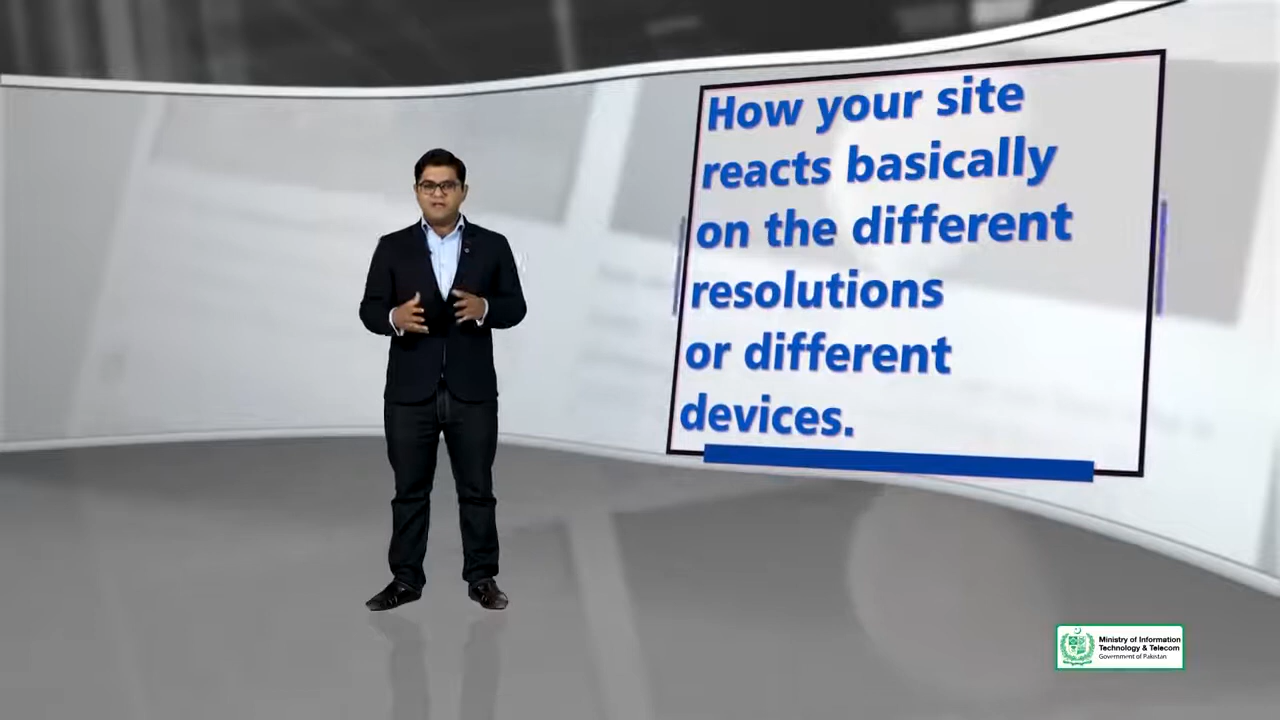 How your site
reacts basically
on the different
resolutions
or different
devices.
Ministry of Information
Technology & Telecom
Government of Pakistan